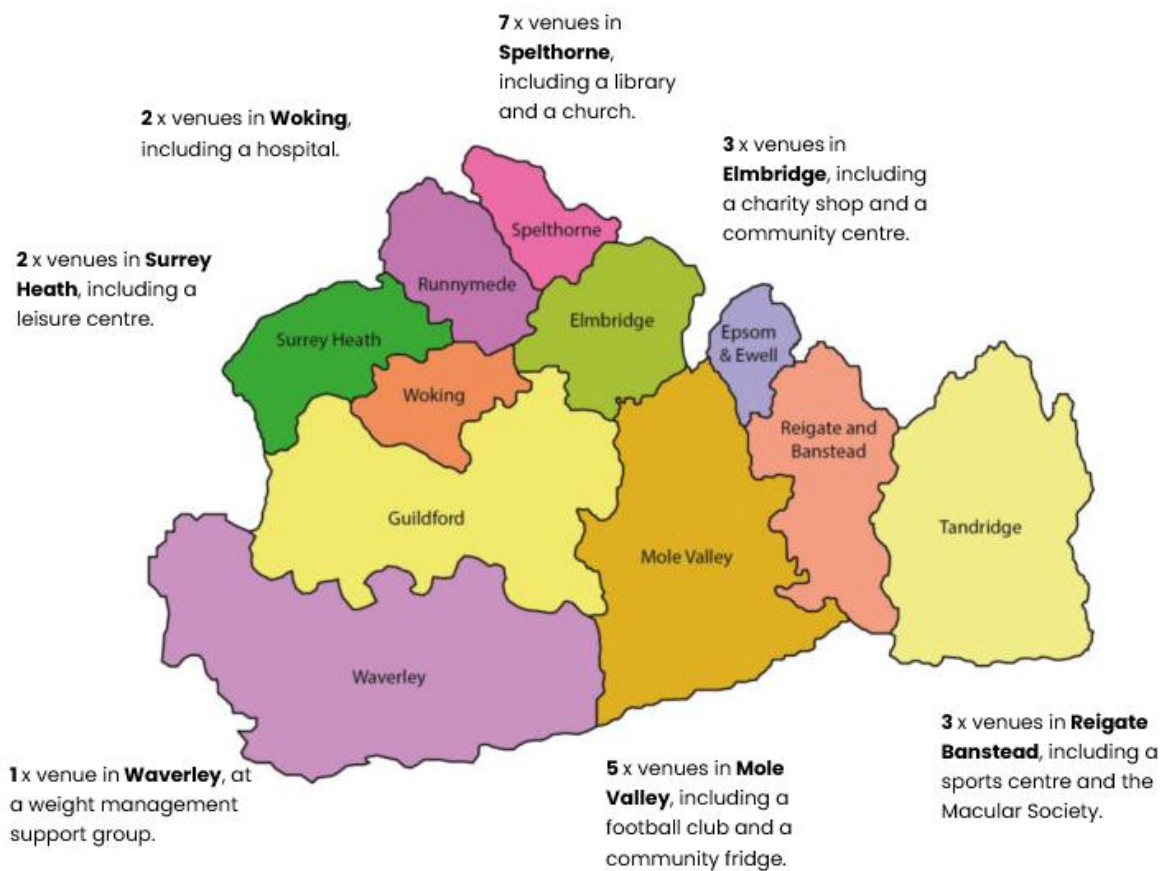 7 x venues in
Spelthorne,
including a library
and a church.
2 x venues in Woking,
including a hospital.
3 x venues in
Elmbridge, including
a charity shop and a
community centre.
2 x venues in Surrey
Heath, including a
leisure centre.
Spelthorne
Runnymede
Elmbridge
Epsom
& Ewell
Surrey Heath
Woking
Reigate and
Banstead
Guildford
Mole Valley
Tandridge
Waverley
1 x venue in Waverley, at
a weight management
support group.
5 x venues in Mole
Valley, including a
football club and a
community fridge.
3 x venues in Reigate
Banstead, including a
sports centre and the
Macular Society.